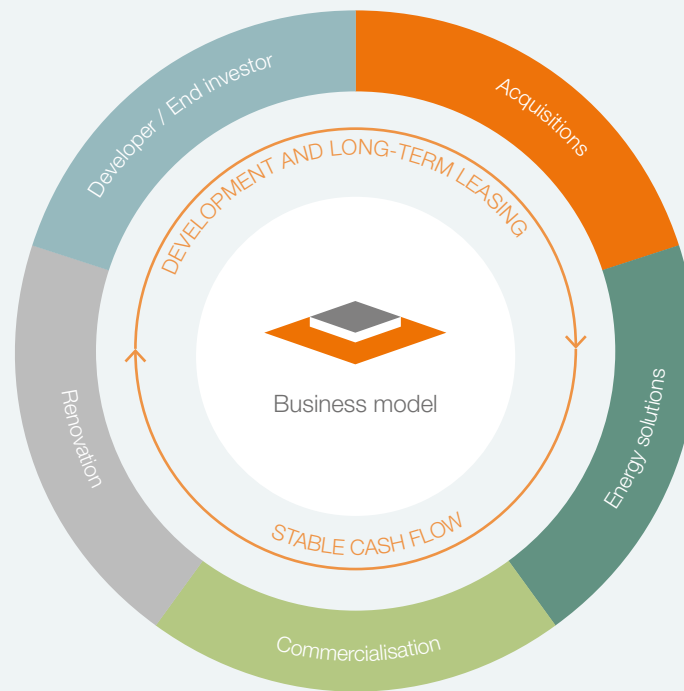 Developer / End investor
Acquisitions
DEVELOPMENT AND LONG-TERM LEASING
Business model
Renovation
Energy solutions
STABLE CASH FLOW
Commercialisation